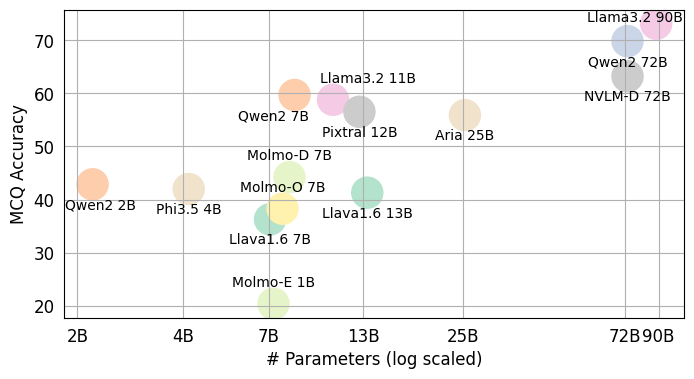 Llama3.2 90B
70
Qwen2 72B
Llama3.2 11B
60
NVLM-D 72B
Qwen2 7B
Pixtral 12B
Aria 25B
50
Molmo-D 7B
Molmo-O 7B
40
Qwen2 2B
Phi3.5 4B
Llava1.6 13B
Llava1.6 7B
30
Molmo-E 1B
20
MCQ Accuracy
2B 4B 7B 13B 25B 72B 90B
# Parameters (log scaled)